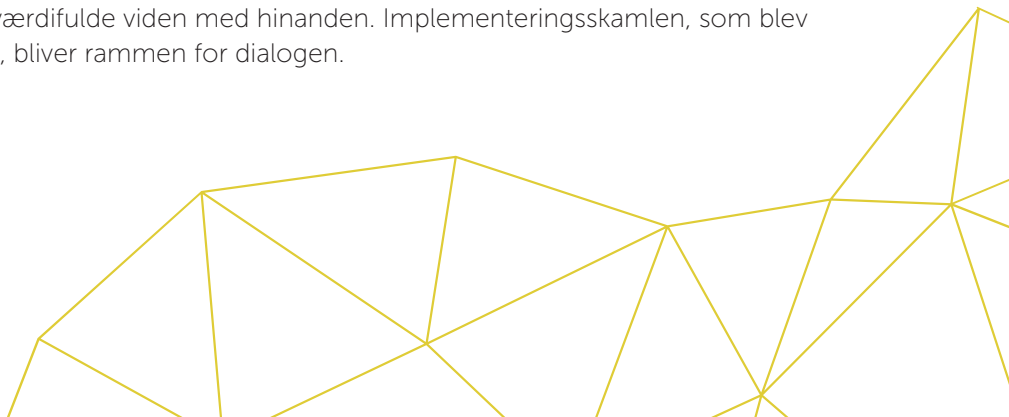 værdifulde viden med hinanden. Implementeringsskamlen, som blev
, bliver rammen for dialogen.